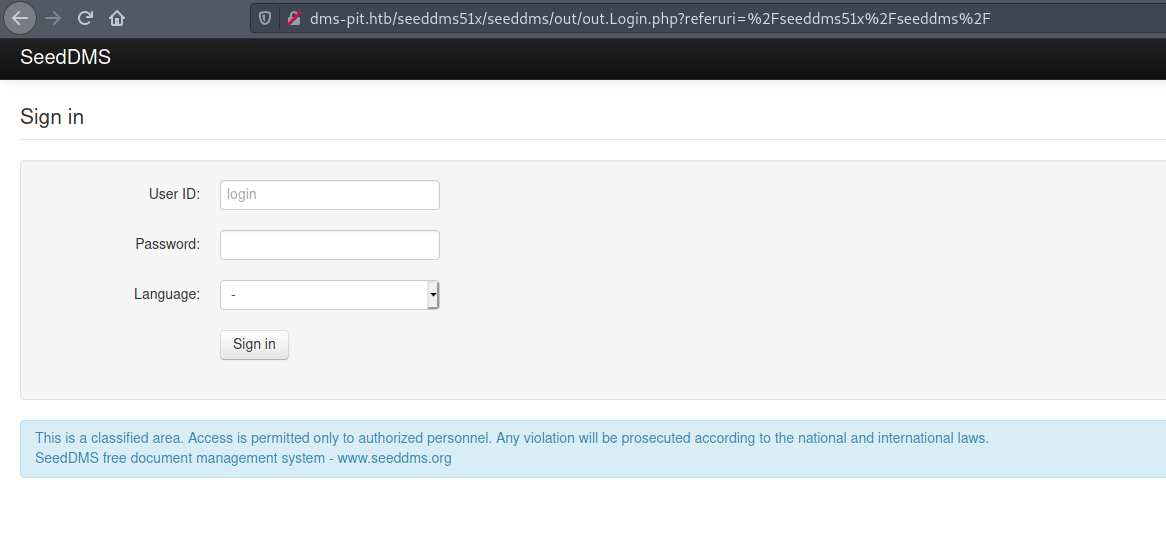 dms-pit.htb/seeddms51x/seeddms/out/out.Login.php?referuri=%2Fseeddms51x%2Fseeddms%2F
SeedDMS
Sign in
User ID: login
Password:
Language: -
Sign in
This is a classified area. Access is permitted only to authorized personnel. Any violation will be prosecuted according to the national and international laws.
SeedDMS free document management system - www.seeddms.org